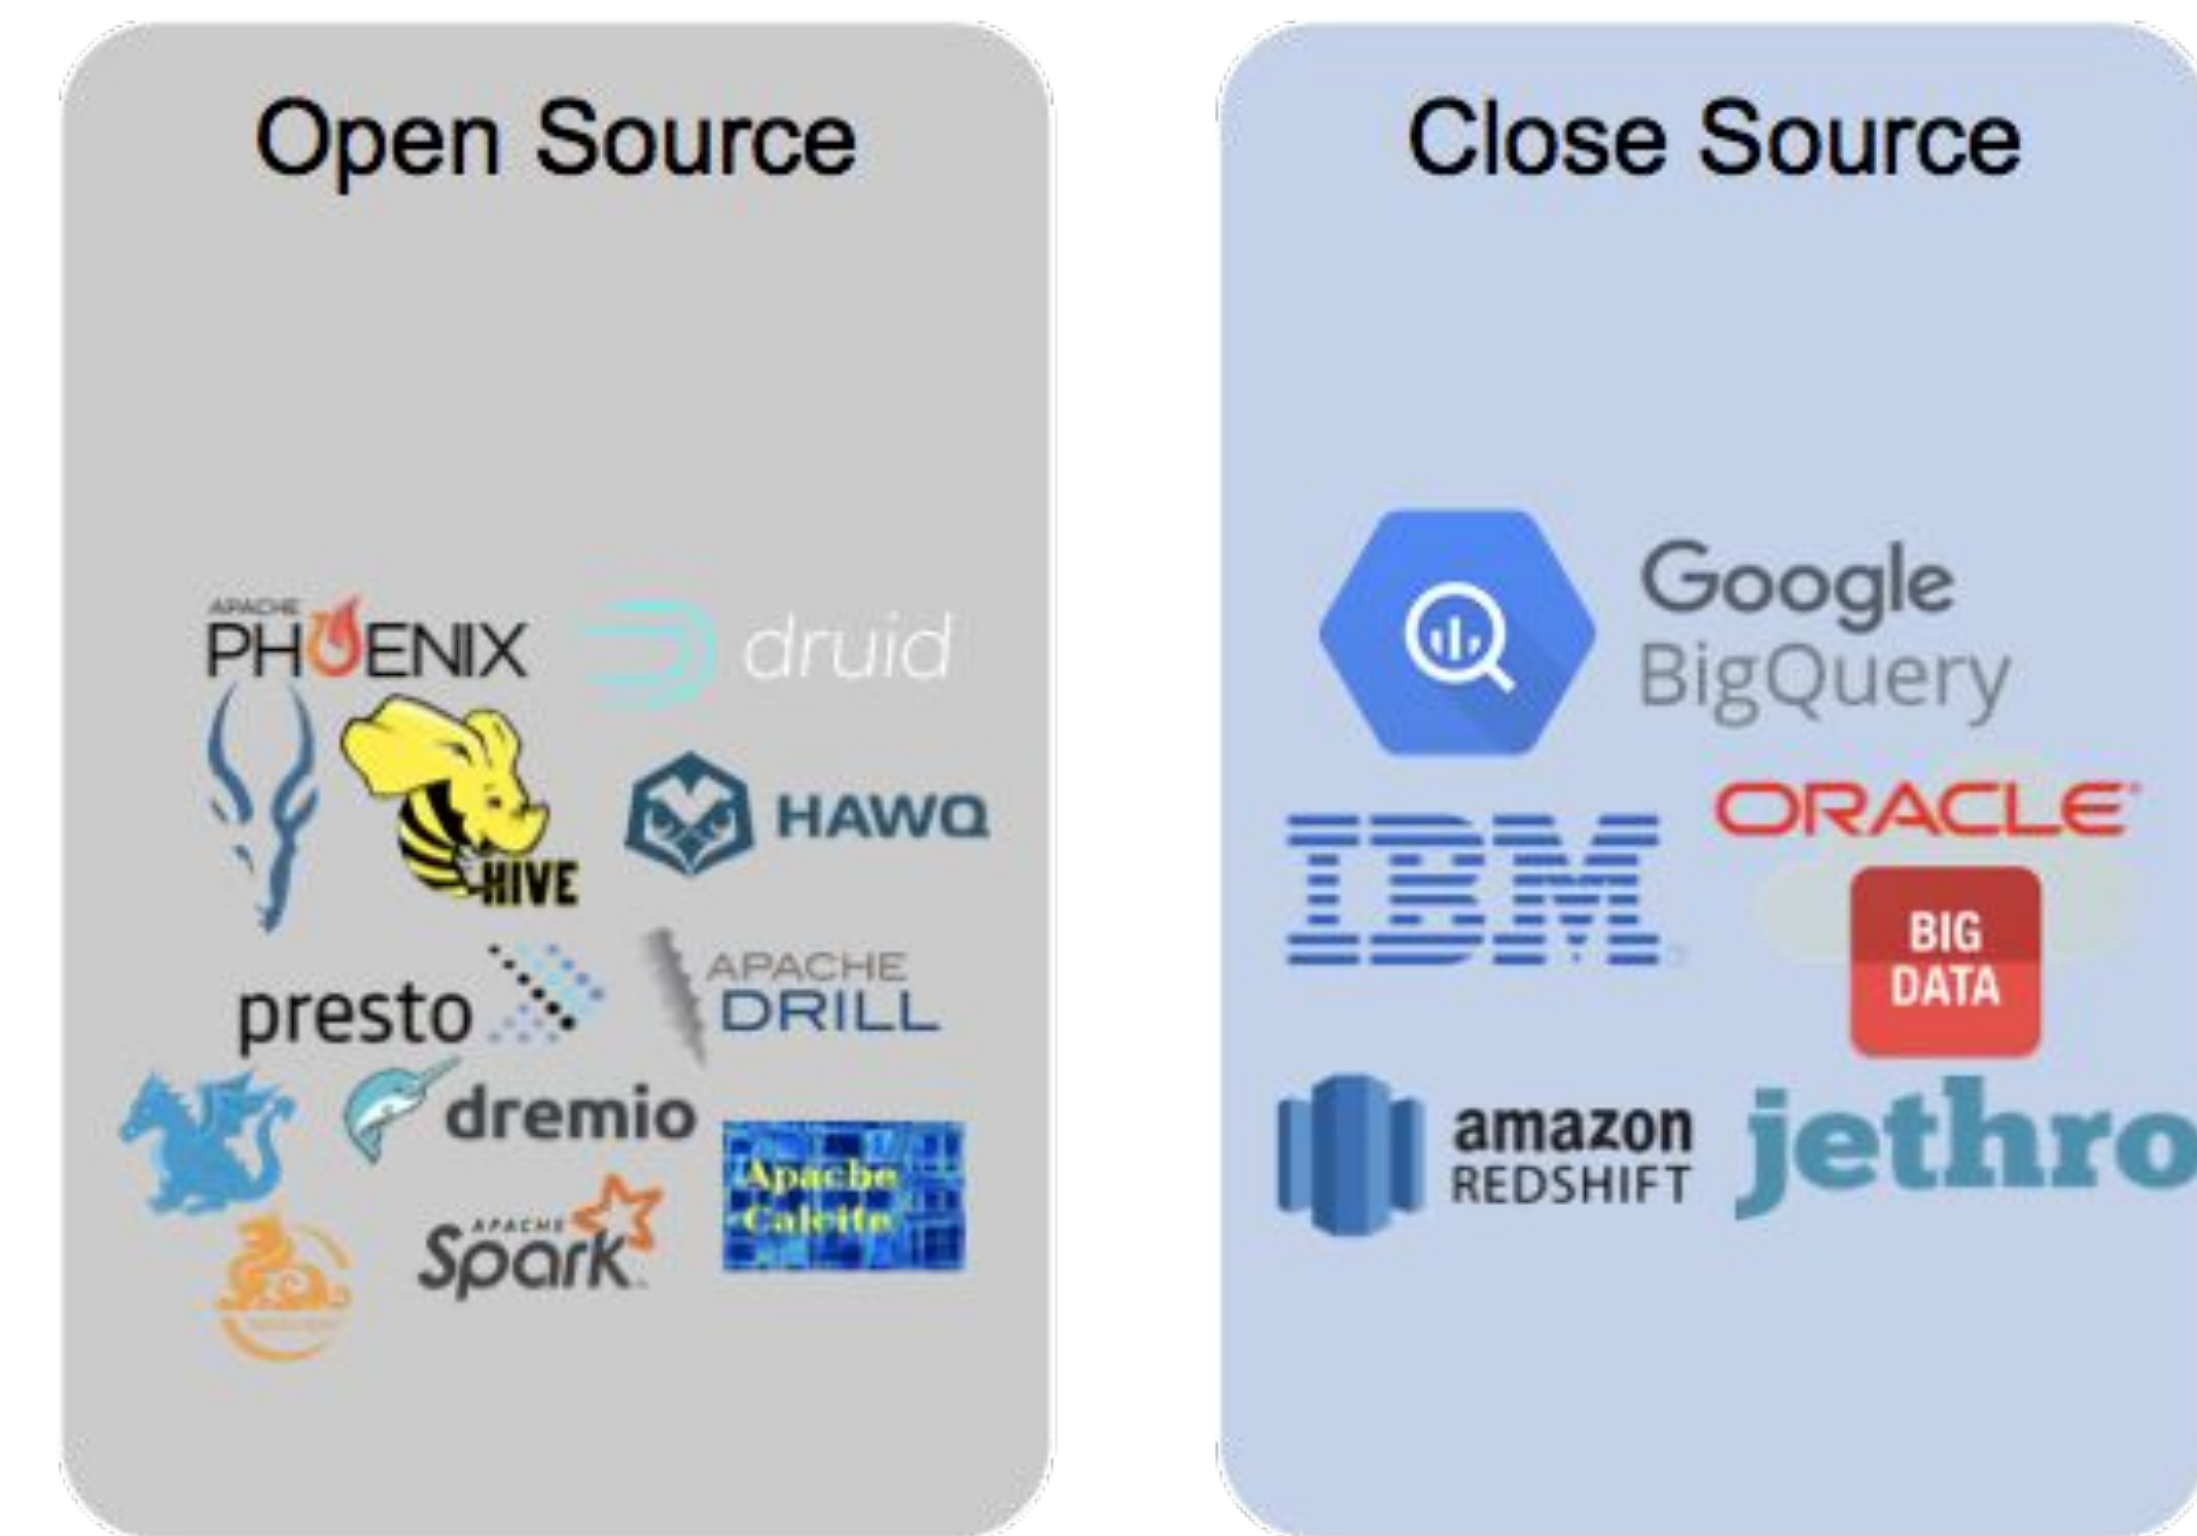 Open Source
APACHE
PHOENIX
druid
HIVE
HAWQ
presto
APACHE
DRILL
dremio
Apache
Calcite
APACHE
Spark
Close Source
Google
BigQuery
IBM
ORACLE
BIG
DATA
amazon
REDSHIFT
jethro